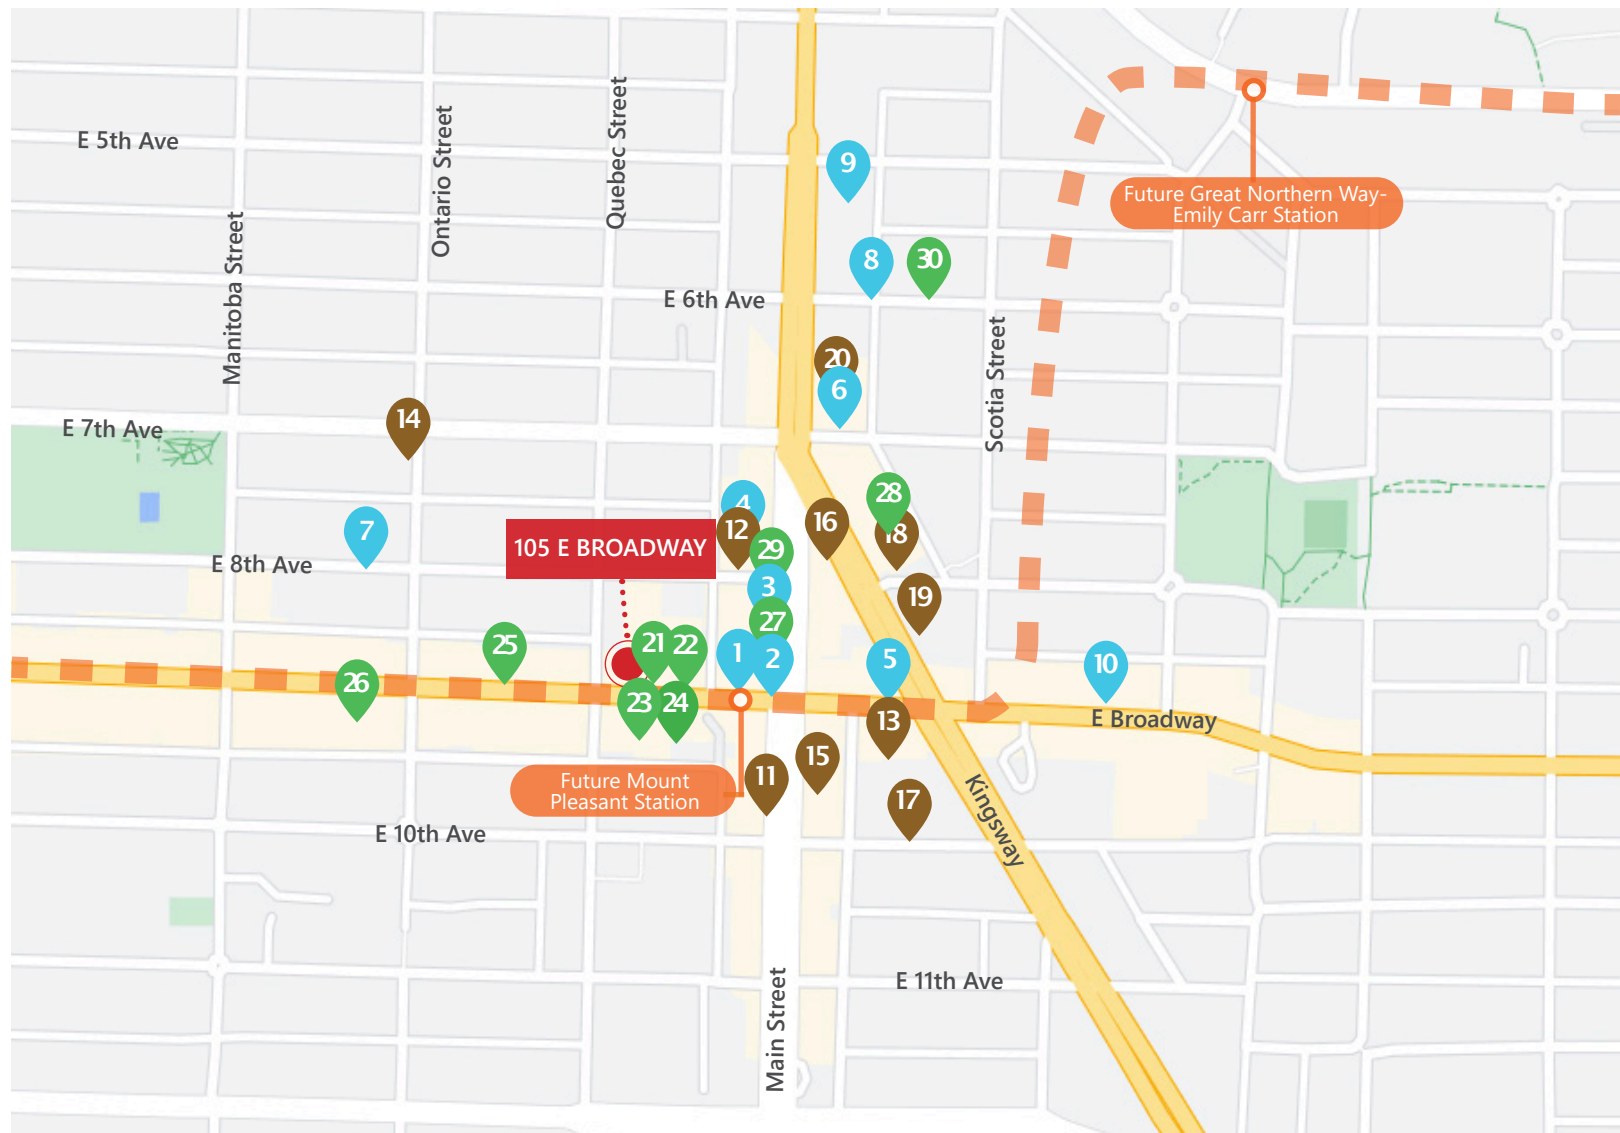 E 5th Ave
Manitoba Street
Ontario Street
Quebec Street
9
Future Great Northern Way-
Emily Carr Station
8
30
E 6th Ave
20
6
Scotia Street
14
E 7th Ave
4
28
7
12
16
18
105 E BROADWAY
29
E 8th Ave
3
19
27
25
21
22
1
2
5
10
26
23
24
13
E Broadway
15
11
Future Mount
Pleasant Station
17
Kingsway
E 10th Ave
E 11th Ave
Main Street